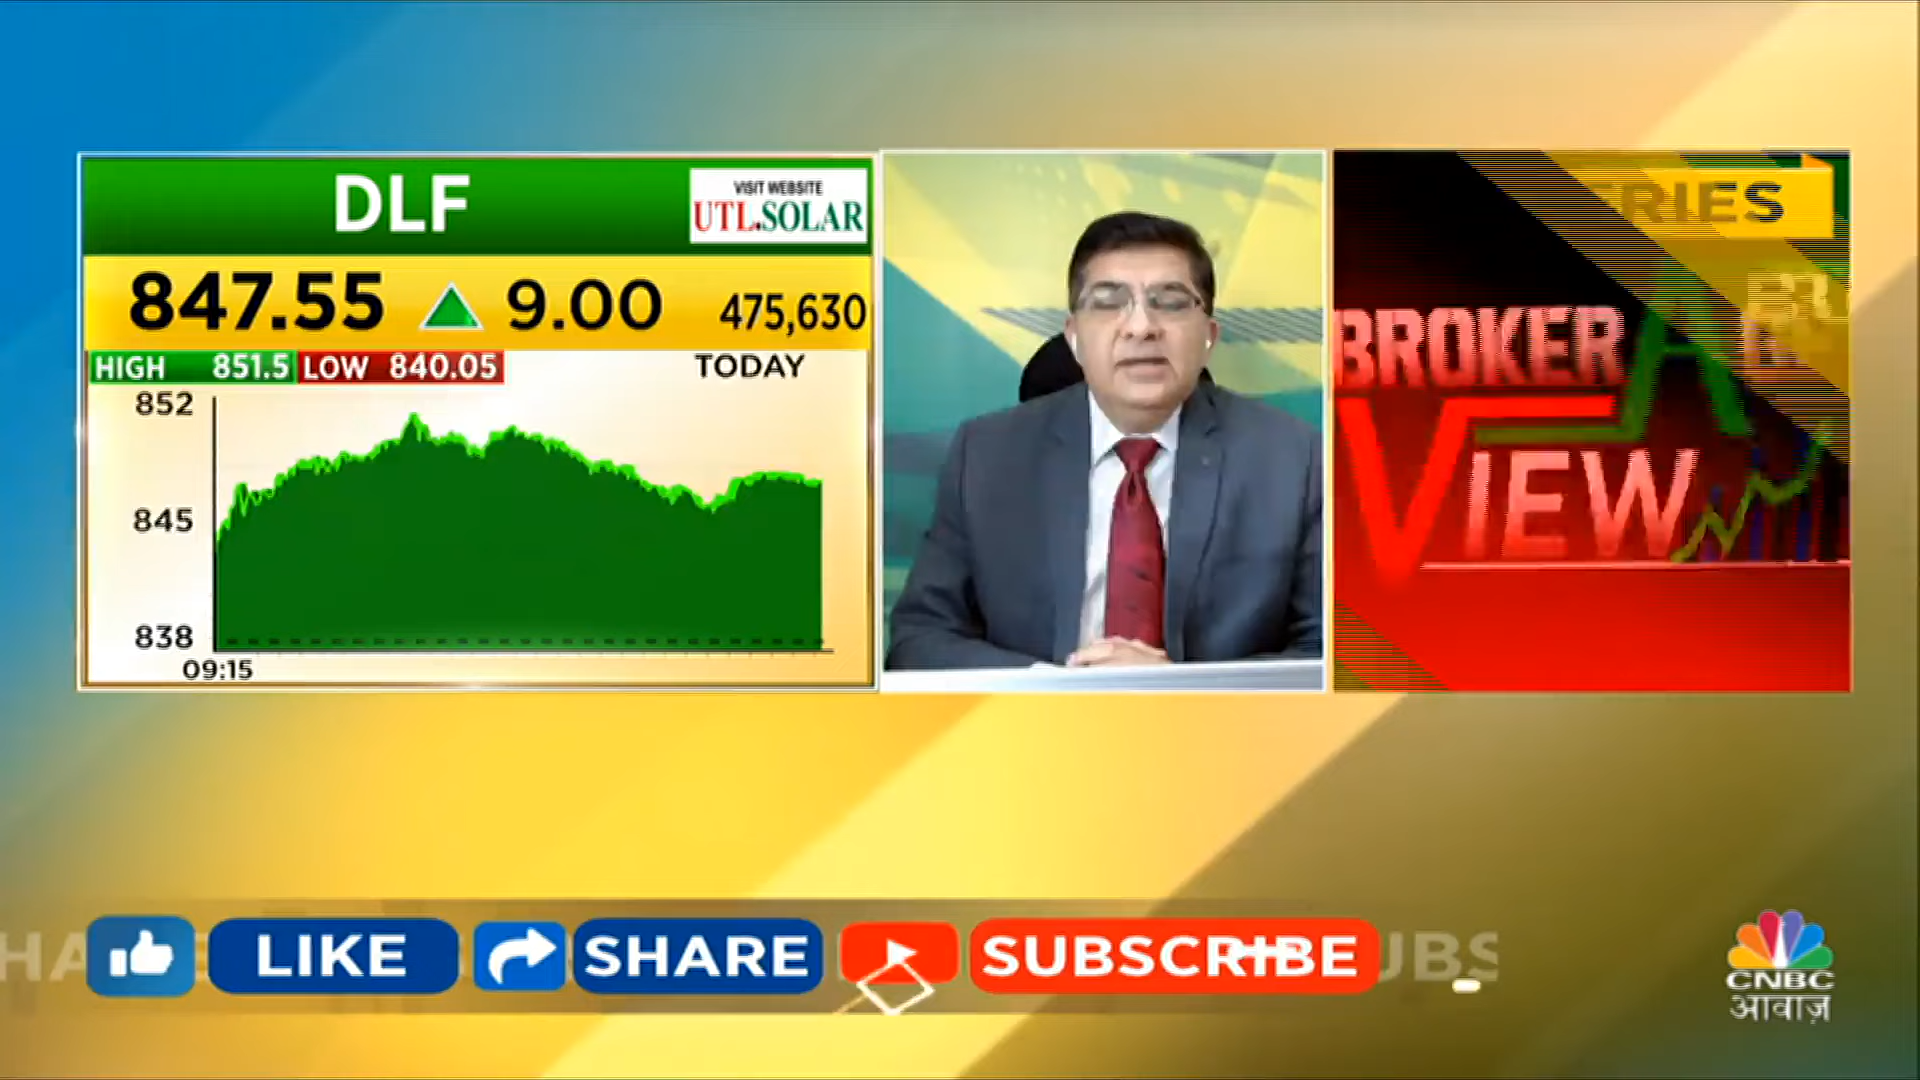 DLF
VISIT WEBSITE
UTL.SOLAR
847.55 9.00 475,630
HIGH 851.5 LOW 840.05 TODAY
852
845
838
09:15
BROKER
VIEW
LIKE SHARE SUBSCRIBE
CNBC
आवाज़